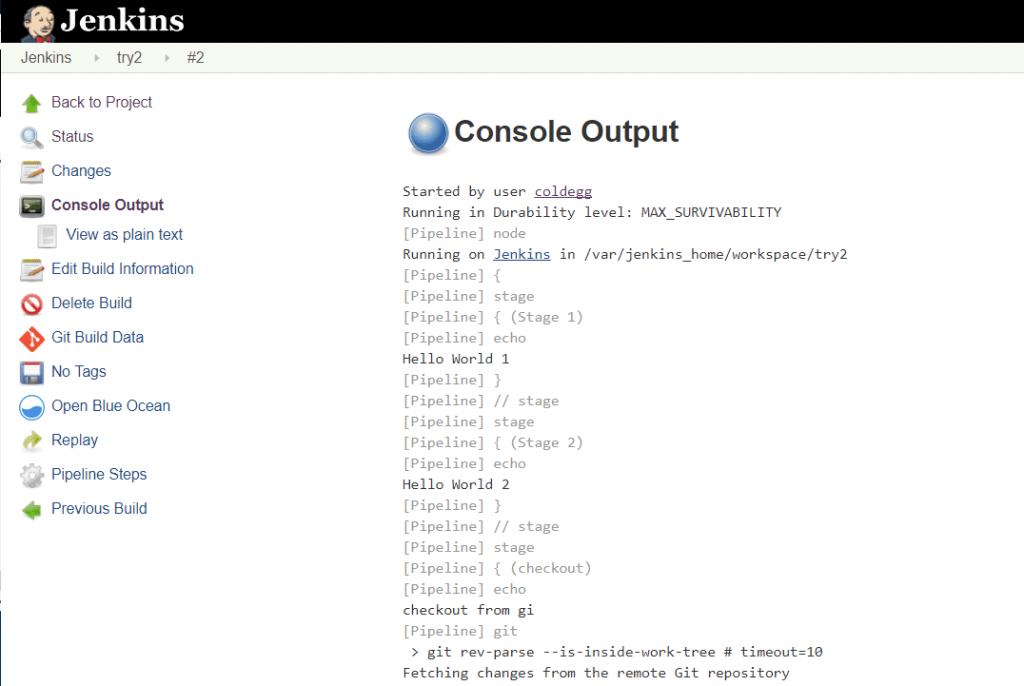 Jenkins
Jenkins try2 #2
Back to Project
Status
Changes
Console Output
View as plain text
Edit Build Information
Delete Build
Git Build Data
No Tags
Open Blue Ocean
Replay
Pipeline Steps
Previous Build
Console Output
Started by user coldegg
Running in Durability level: MAX_SURVIVABILITY
[Pipeline] node
Running on Jenkins in /var/jenkins_home/workspace/try2
[Pipeline] {
[Pipeline] stage
[Pipeline] { (Stage 1)
[Pipeline] echo
Hello World 1
[Pipeline] }
[Pipeline] // stage
[Pipeline] stage
[Pipeline] { (Stage 2)
[Pipeline] echo
Hello World 2
[Pipeline] }
[Pipeline] // stage
[Pipeline] stage
[Pipeline] { (checkout)
[Pipeline] echo
checkout from gi
[Pipeline] git
> git rev-parse --is-inside-work-tree # timeout=10
Fetching changes from the remote Git repository